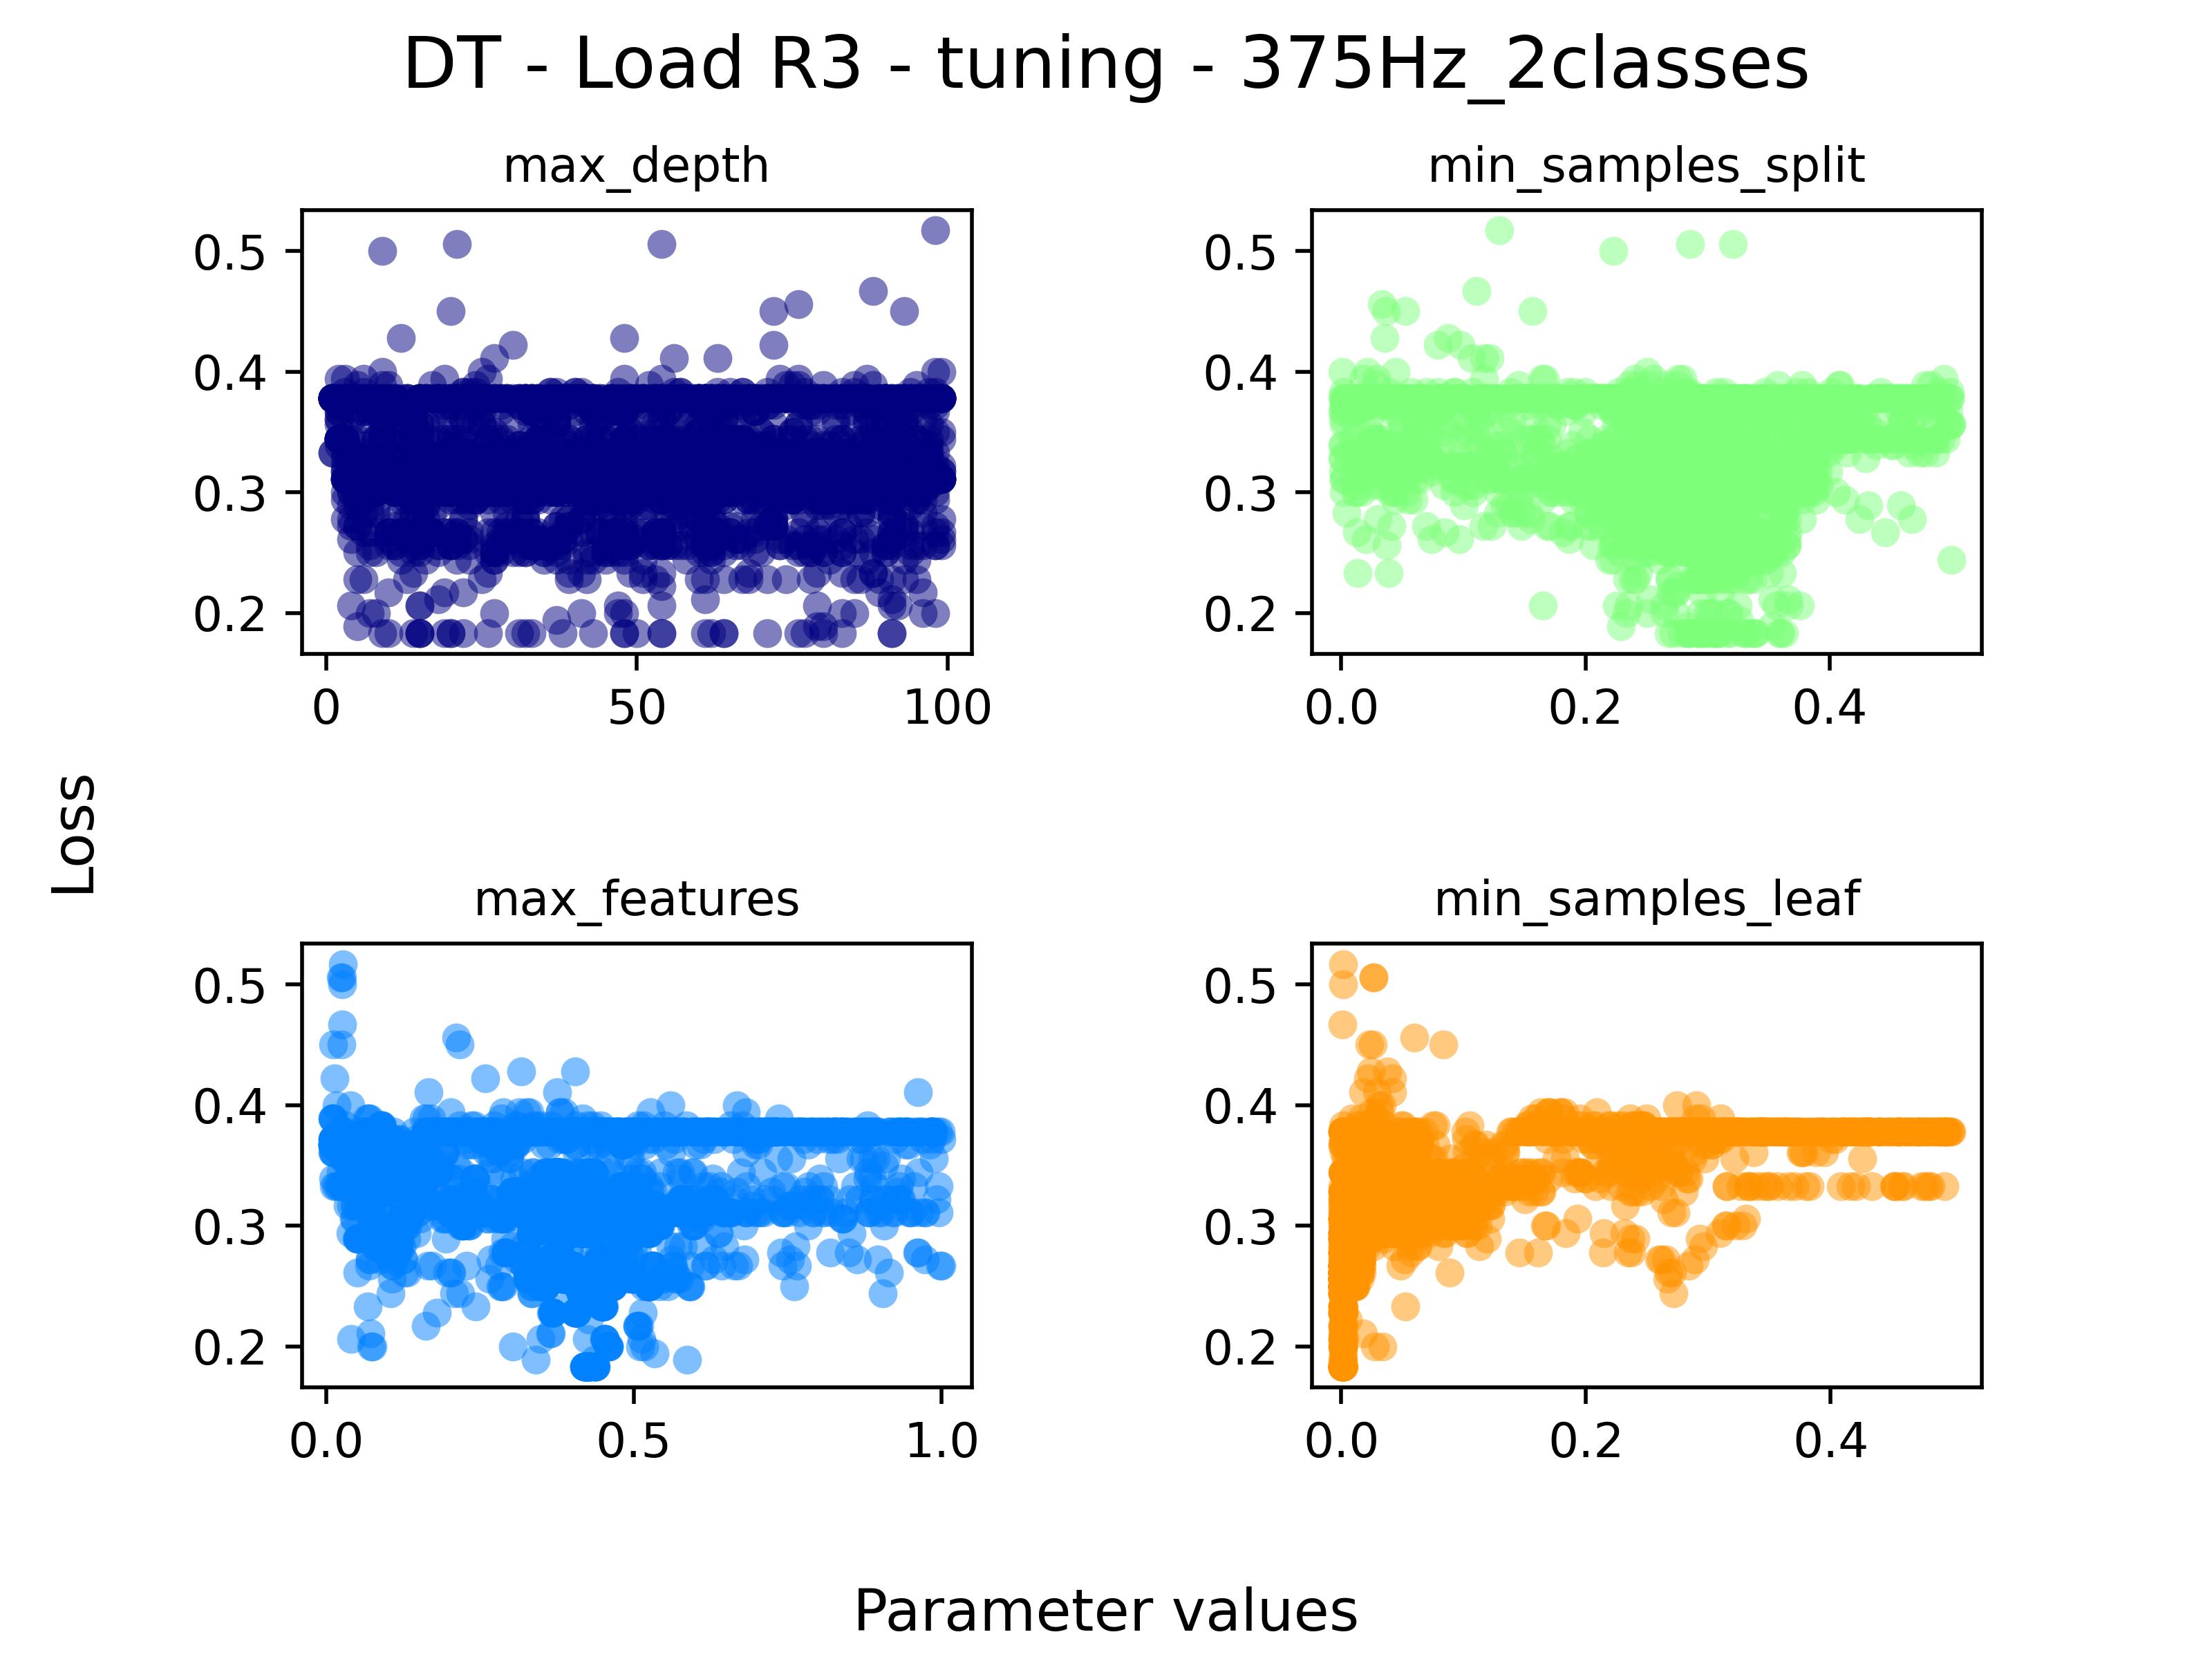 DT - Load R3 - tuning - 375Hz_2classes
max_depth
0.5
0.4
0.3
0.2
0 50 100
min_samples_split
0.5
0.4
0.3
0.2
0.0 0.2 0.4
Loss
max_features
0.5
0.4
0.3
0.2
0.0 0.5 1.0
min_samples_leaf
0.5
0.4
0.3
0.2
0.0 0.2 0.4
Parameter values